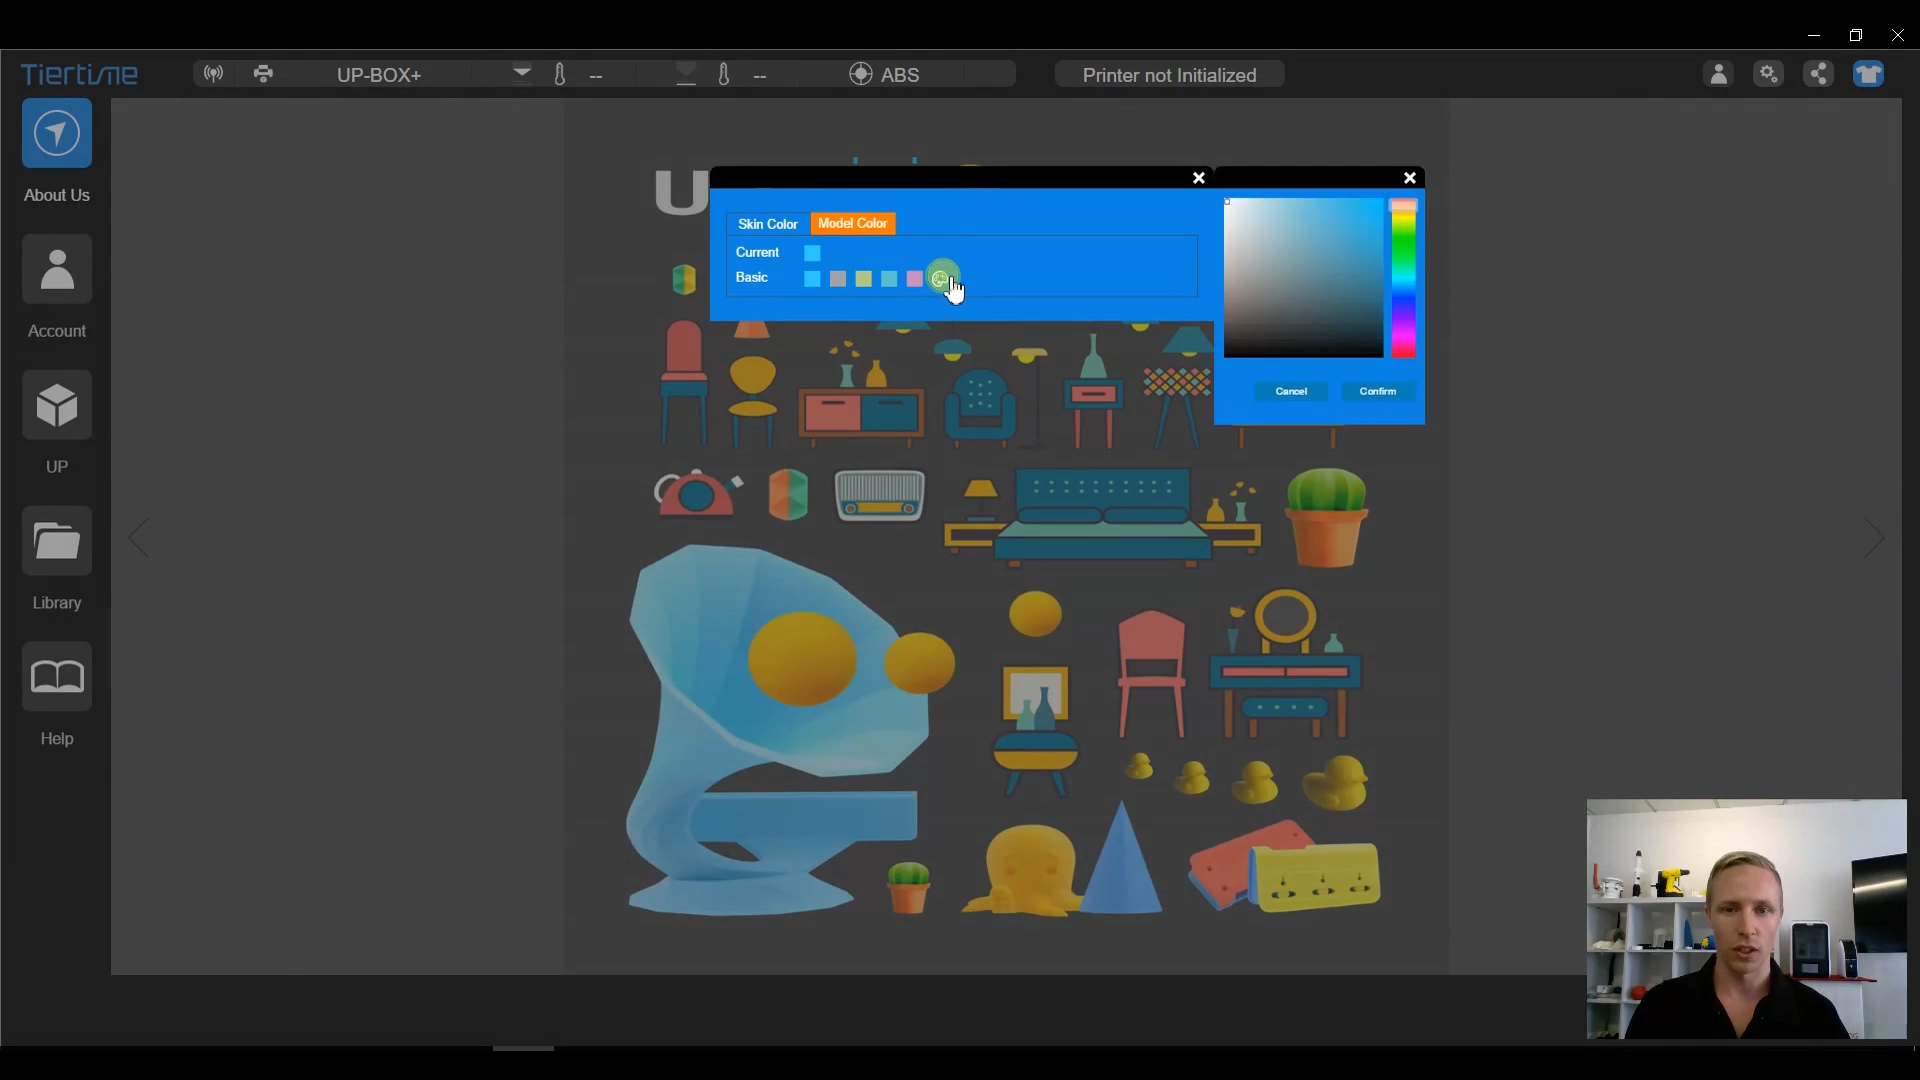 Tiertime
UP-BOX+
--
--
ABS
Printer not Initialized
About Us
Account
UP
Library
Help
U
Skin Color
Model Color
Current
Basic
Cancel
Confirm